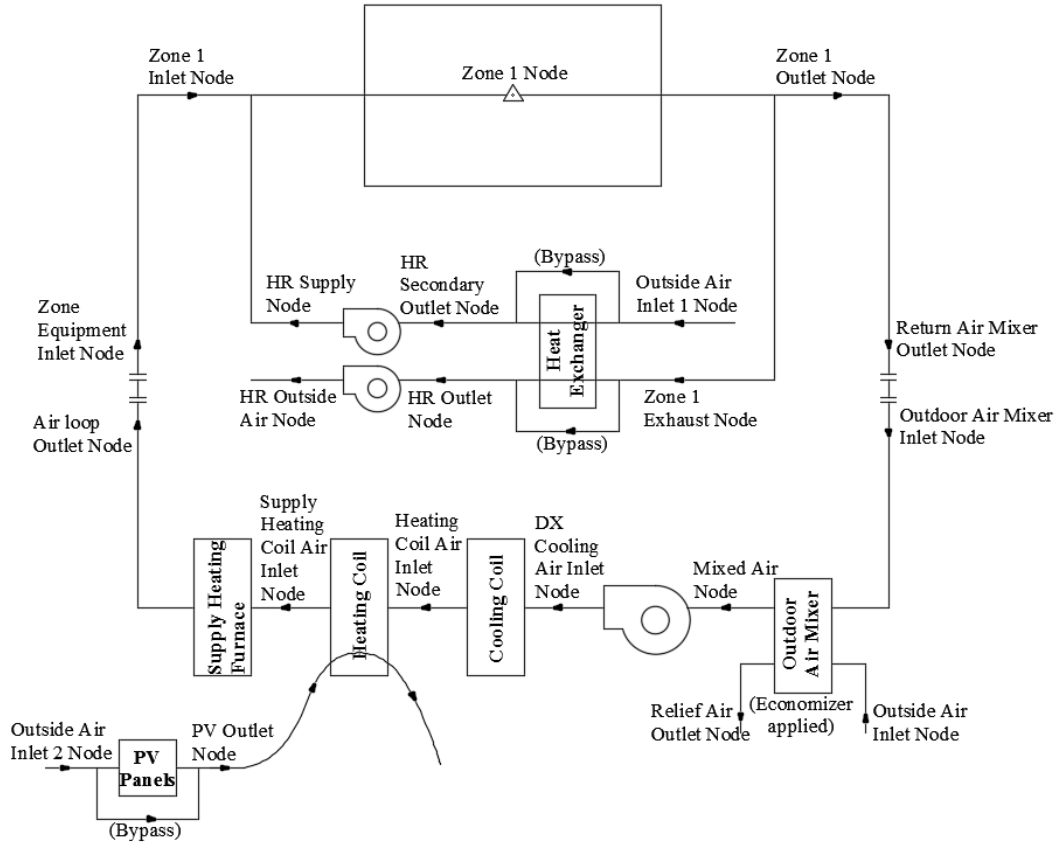 Zone 1
Inlet Node
Zone 1 Node
Zone 1
Outlet Node
(Bypass)
HR Supply
Node
HR
Secondary
Outlet Node
Outside Air
Inlet 1 Node
Zone
Equipment
Inlet Node
Heat
Exchanger
Return Air Mixer
Outlet Node
HR Outside
Air Node
HR Outlet
Node
Zone 1
Exhaust Node
Air loop
Outlet Node
(Bypass)
Outdoor Air Mixer
Inlet Node
Supply
Heating
Coil Air
Inlet
Node
Heating
Coil Air
Inlet
Node
DX
Cooling
Air Inlet
Node
Mixed Air
Node
Supply Heating
Furnace
Heating Coil
Cooling Coil
Outdoor
Air Mixer
(Economizer
applied)
Relief Air
Outlet Node
Outside Air
Inlet Node
Outside Air
Inlet 2 Node
PV Outlet
Node
PV
Panels
(Bypass)